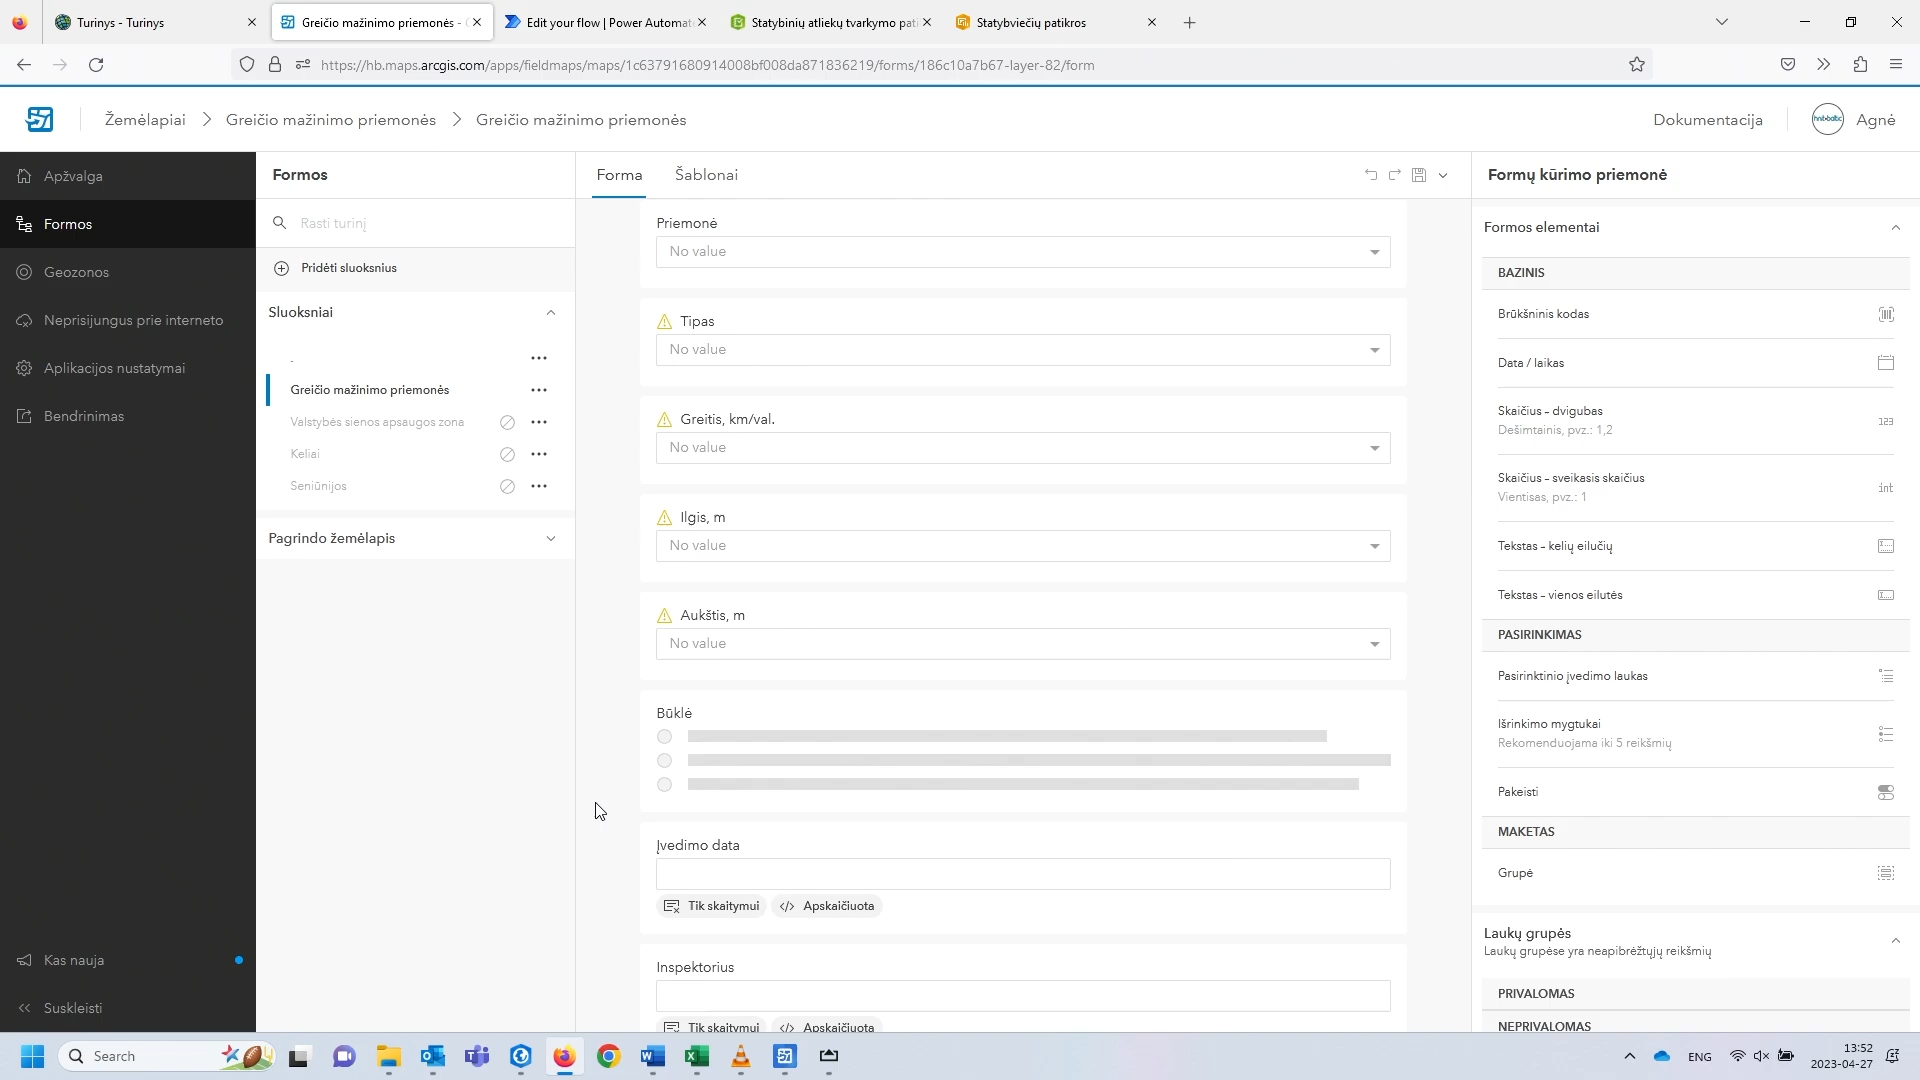 Turinys - Turinys
Greičio mažinimo priemonės -
Edit your flow | Power Automat
Statybinių atliekų tvarkymo pati
Statybviečių patikros
https://hb.maps.arcgis.com/apps/fieldmaps/maps/1c63791680914008bf008da871836219/forms/186c10a7b67-layer-82/form
Žemėlapiai
Greičio mažinimo priemonės
Greičio mažinimo priemonės
Dokumentacija
hnit-baltic
Agnė
Apžvalga
Formos
Geozonos
Neprisijungus prie interneto
Aplikacijos nustatymai
Bendrinimas
Kas nauja
Suskleisti
Formos
Rasti turinį
Pridėti sluoksnius
Sluoksniai
.
Greičio mažinimo priemonės
Valstybės sienos apsaugos zona
Keliai
Seniūnijos
Pagrindo žemėlapis
Forma
Šablonai
Priemonė
No value
Tipas
No value
Greitis, km/val.
No value
Ilgis, m
No value
Aukštis, m
No value
Būklė
Įvedimo data
Tik skaitymui
Apskaičiuota
Inspektorius
Tik skaitymui
Apskaičiuota
Formų kūrimo priemonė
Formos elementai
BAZINIS
Brūkšninis kodas
Data / laikas
Skaičius – dvigubas
Dešimtainis, pvz.: 1,2
123
Skaičius – sveikasis skaičius
Vientisas, pvz.: 1
int
Tekstas – kelių eilučių
Tekstas – vienos eilutės
PASIRINKIMAS
Pasirinktinio įvedimo laukas
Išrinkimo mygtukai
Rekomenduojama iki 5 reikšmių
Pakeisti
MAKETAS
Grupė
Laukų grupės
Laukų grupėse yra neapibrėžtųjų reikšmių
PRIVALOMAS
NEPRIVALOMAS
Search
ENG
13:52
2023-04-27